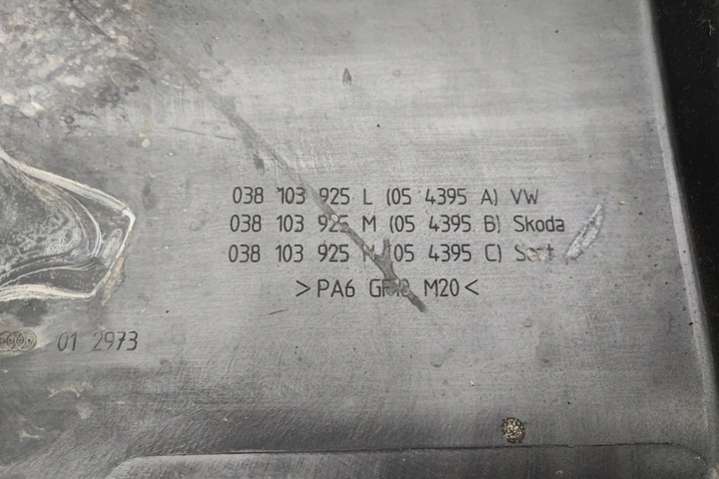 038 103 925 L (05 4395 A) VW
038 103 925 M (05 4395 B) Skoda
038 103 925 (05 4395 C) Seat
>PA6 M20<
01 2973